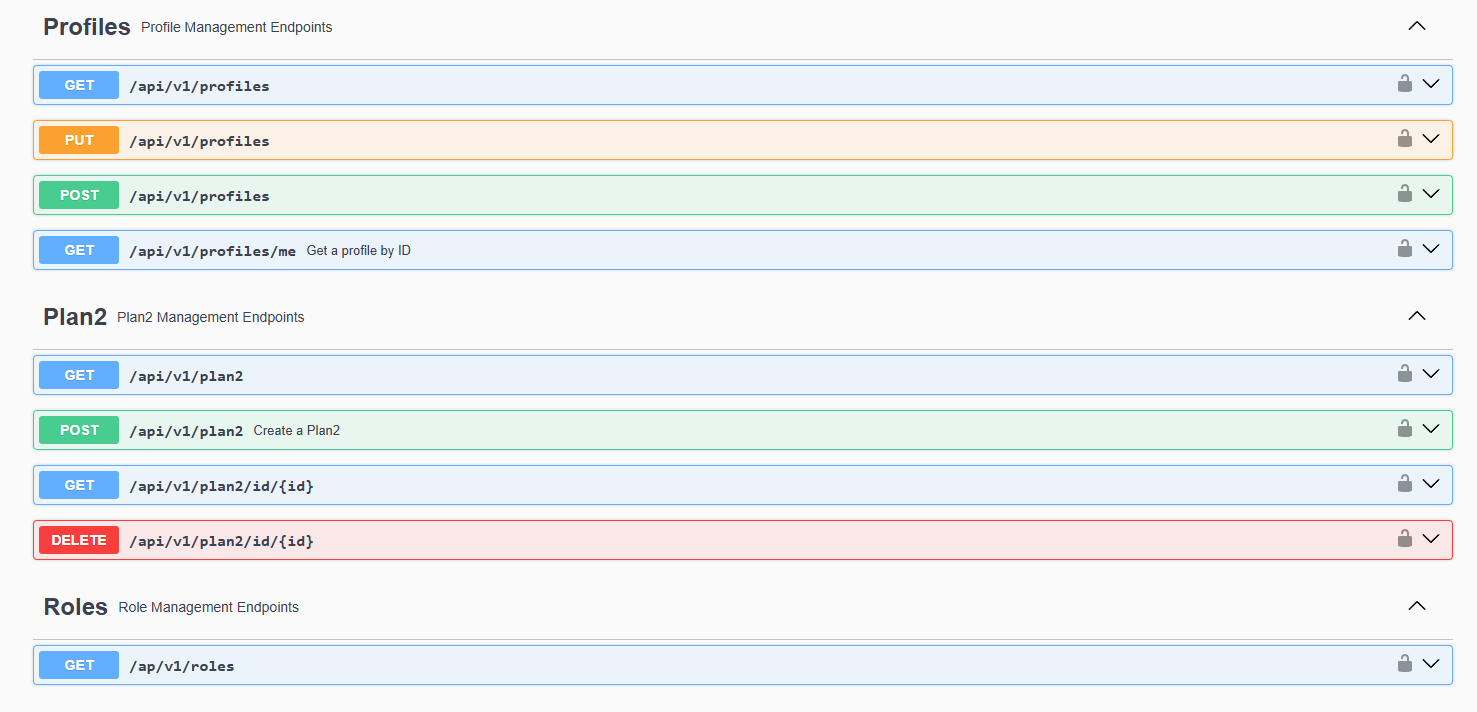 Profiles Profile Management Endpoints
GET /api/v1/profiles
PUT /api/v1/profiles
POST /api/v1/profiles
GET /api/v1/profiles/me Get a profile by ID
Plan2 Plan2 Management Endpoints
GET /api/v1/plan2
POST /api/v1/plan2 Create a Plan2
GET /api/v1/plan2/id/{id}
DELETE /api/v1/plan2/id/{id}
Roles Role Management Endpoints
GET /ap/v1/roles